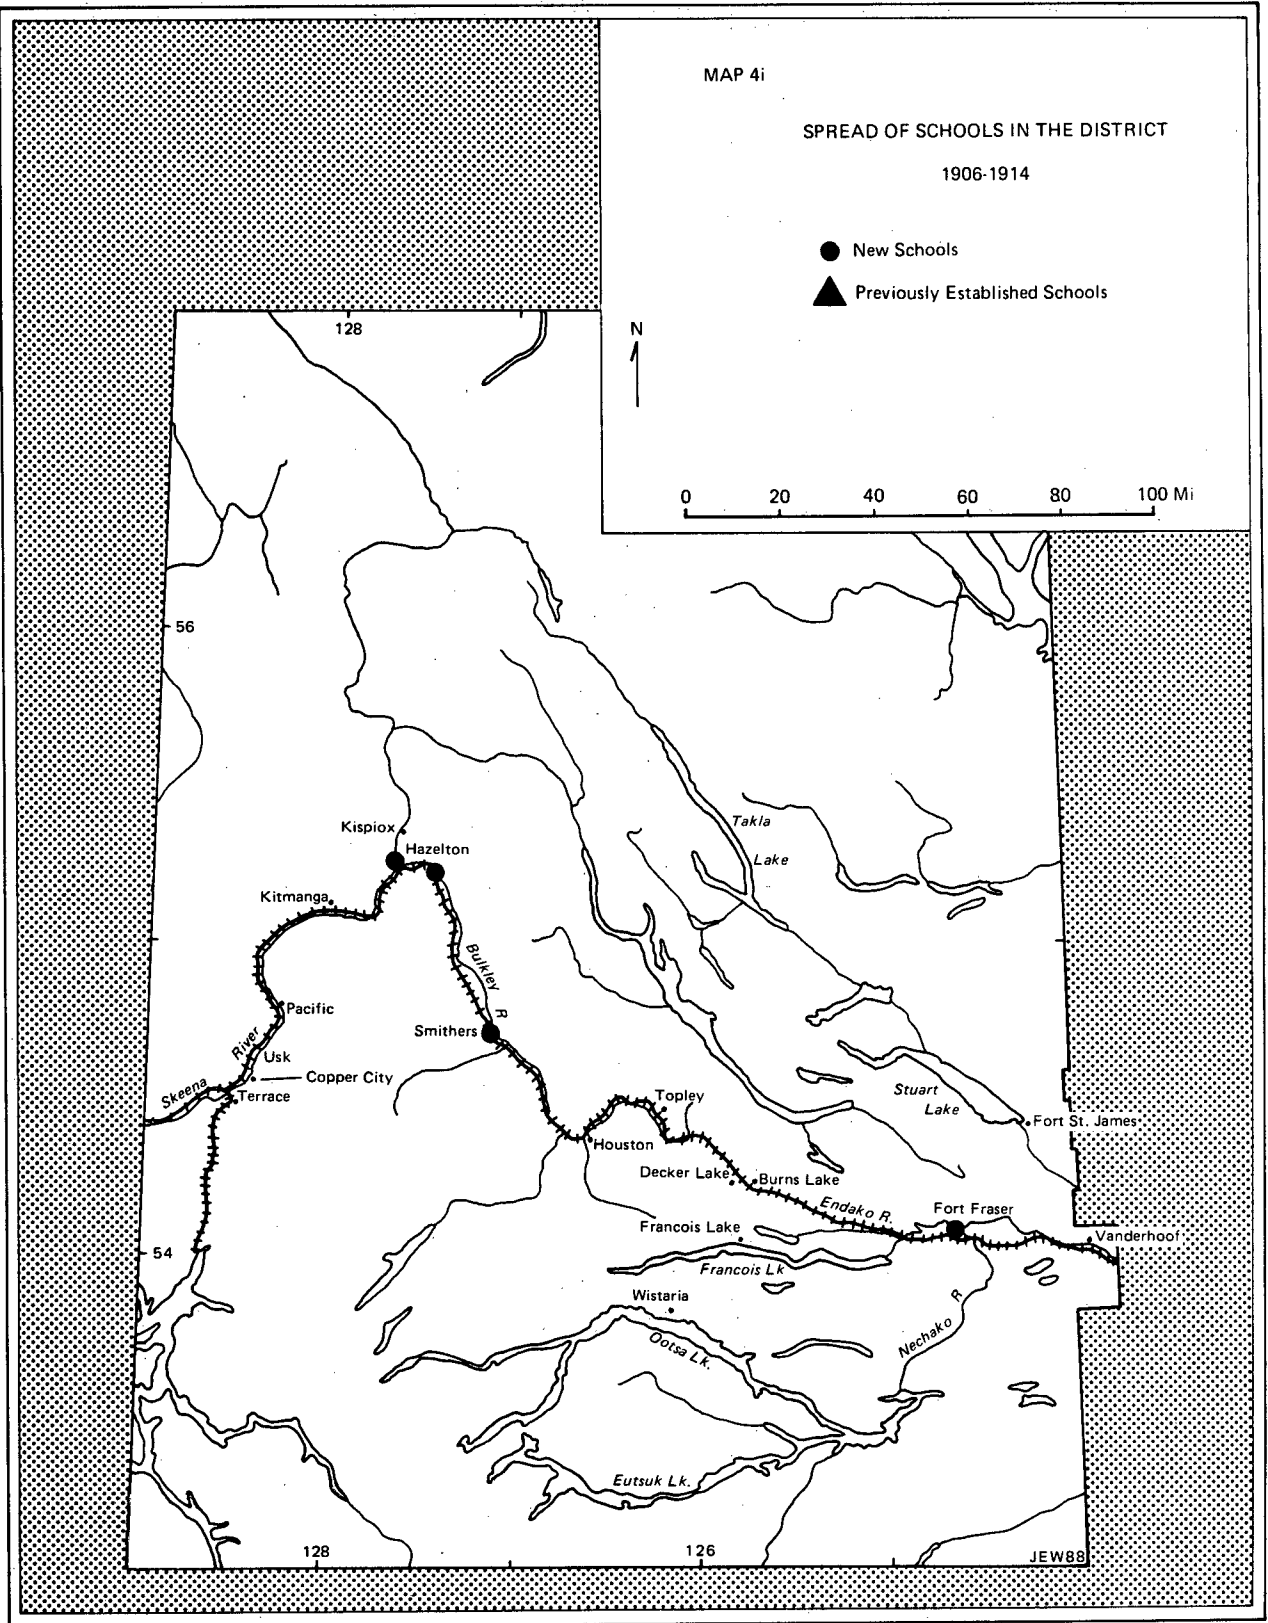 MAP 4i
SPREAD OF SCHOOLS IN THE DISTRICT
1906-1914
New Schools
Previously Established Schools
N
0 20 40 60 80 100 Mi
128
56
Takla
Lake
Kispiox
Hazelton
Kitmanga
Bulkley R
Pacific
Smithers
River
Usk
Skeena
Copper City
Terrace
Stuart
Lake
Topley
Fort St. James
Houston
Decker Lake
Burns Lake
Endako R.
Fort Fraser
Francois Lake
Vanderhoof
54
Francois Lk
Wistaria
Ootsa Lk.
Nechako R
Eutsuk Lk.
128
126
JEW88